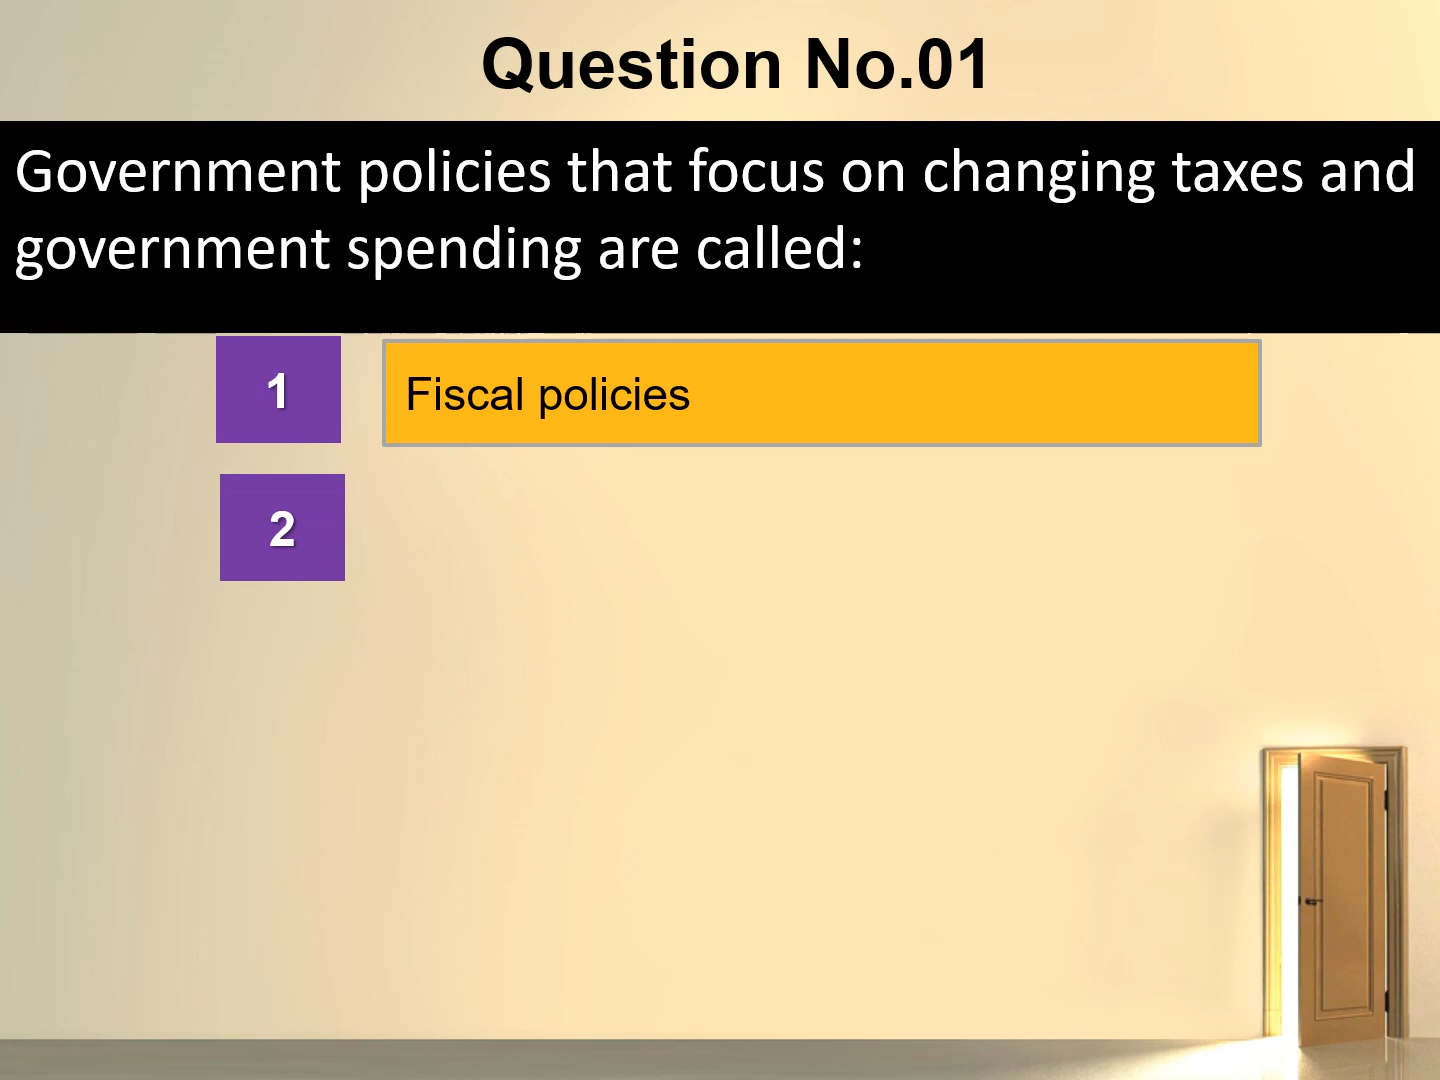 Question No.01
Government policies that focus on changing taxes and
government spending are called:
1
Fiscal policies
2